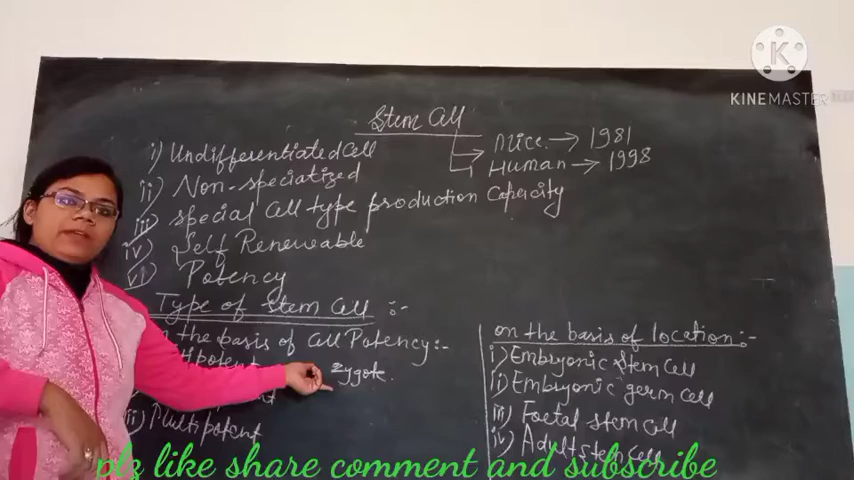 KINEMASTER
Stem Cell
Mice. → 1981
Human → 1998
i) Undifferentiated Cell
ii) Non-speciatized
iii) special Cell type production Capacity
iv) Self Renewable
v) Potency
Type of Stem Cell :-
on the basis of Cell Potency:-
Zygote.
Multipotent
on the basis of location:-
i) Embryonic Stem Cell
ii) Embryonic germ Cell
iii) Foetal stem Cell
iv) Adult stem Cell
plz like share comment and subscribe